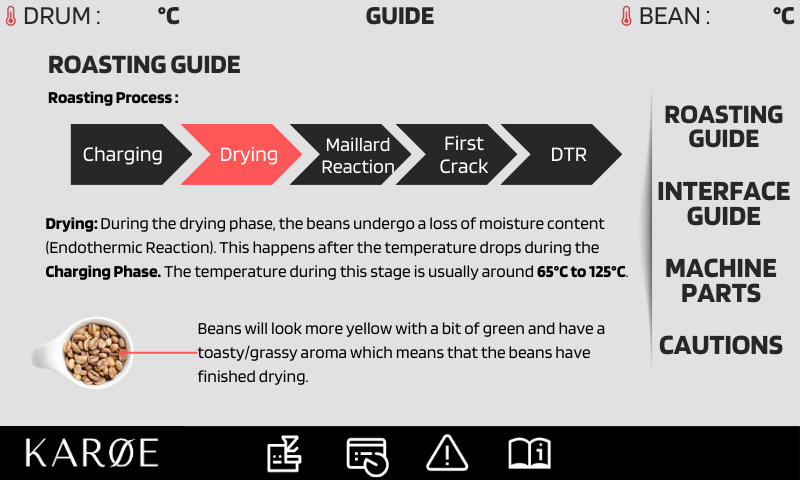 DRUM : °C GUIDE BEAN : °C
ROASTING GUIDE
Roasting Process :
Charging
Drying
Maillard
Reaction
First
Crack
DTR
Drying: During the drying phase, the beans undergo a loss of moisture content
(Endothermic Reaction). This happens after the temperature drops during the
Charging Phase. The temperature during this stage is usually around 65°C to 125°C.
Beans will look more yellow with a bit of green and have a
toasty/grassy aroma which means that the beans have
finished drying.
ROASTING
GUIDE
INTERFACE
GUIDE
MACHINE
PARTS
CAUTIONS
KARØE